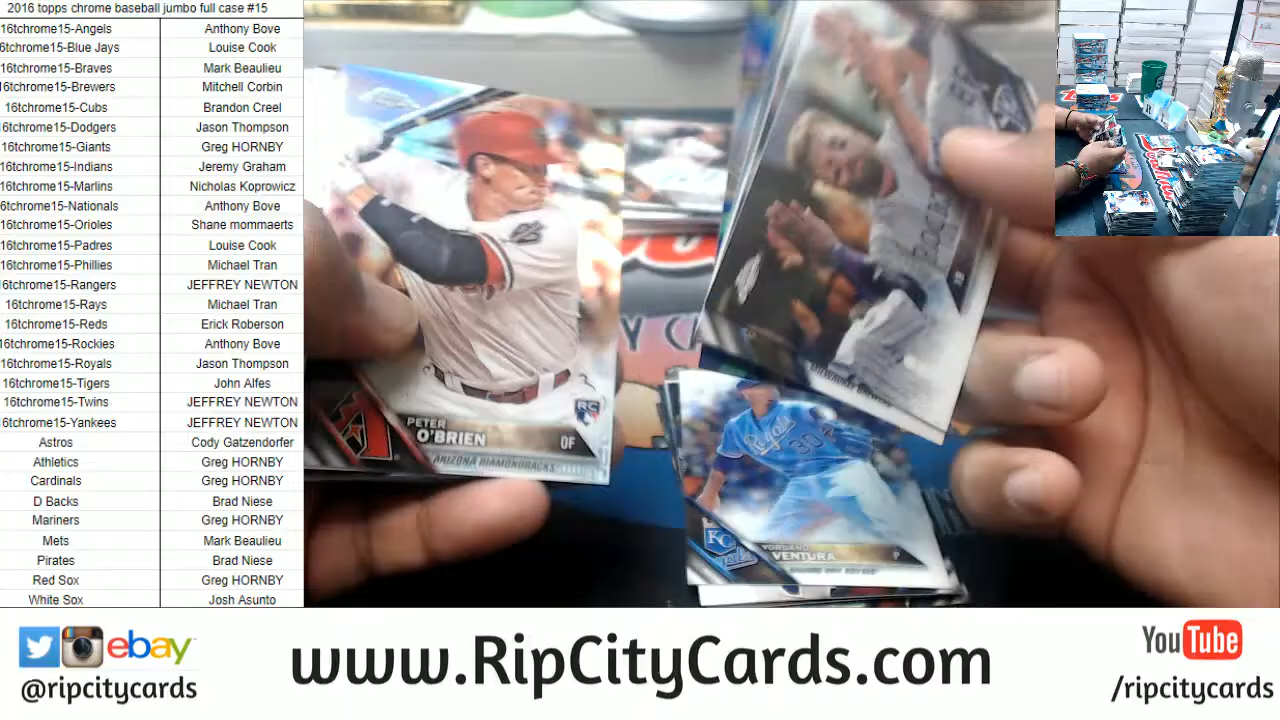 2016 topps chrome baseball jumbo full case #15
16tchrome15-Angels Anthony Bove
6tchrome15-Blue Jays Louise Cook
16tchrome15-Braves Mark Beaulieu
16tchrome15-Brewers Mitchell Corbin
16tchrome15-Cubs Brandon Creel
16tchrome15-Dodgers Jason Thompson
16tchrome15-Giants Greg HORNBY
16tchrome15-Indians Jeremy Graham
16tchrome15-Marlins Nicholas Koprowicz
16tchrome15-Nationals Anthony Bove
16tchrome15-Orioles Shane mommaerts
16tchrome15-Padres Louise Cook
16tchrome15-Phillies Michael Tran
16tchrome15-Rangers JEFFREY NEWTON
16tchrome15-Rays Michael Tran
16tchrome15-Reds Erick Roberson
16tchrome15-Rockies Anthony Bove
16tchrome15-Royals Jason Thompson
16tchrome15-Tigers John Alfes
16tchrome15-Twins JEFFREY NEWTON
16tchrome15-Yankees JEFFREY NEWTON
Astros Cody Gatzendorfer
Athletics Greg HORNBY
Cardinals Greg HORNBY
D Backs Brad Niese
Mariners Greg HORNBY
Mets Mark Beaulieu
Pirates Brad Niese
Red Sox Greg HORNBY
White Sox Josh Asunto
PETER
O'BRIEN OF
ARIZONA DIAMONDBACKS
RC
Royals
30
KC
YORDANO
VENTURA P
ebay
@ripcitycards
www.RipCityCards.com
YouTube
/ripcitycards